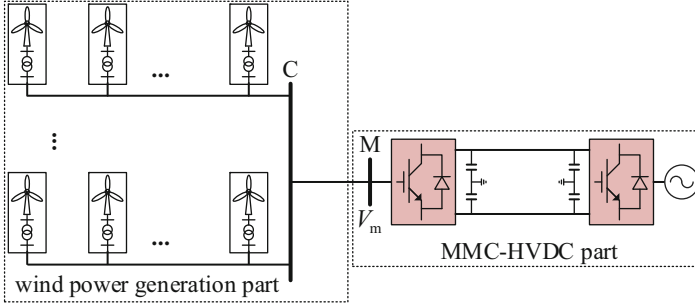 ...
C
⋮
M
V_m
...
wind power generation part
MMC-HVDC part